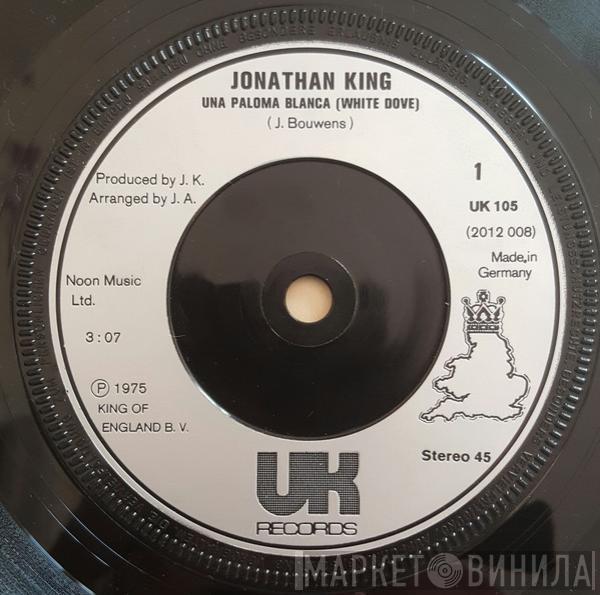 JONATHAN KING
UNA PALOMA BLANCA (WHITE DOVE)
(J. Bouwens)
Produced by J. K.
Arranged by J. A.
1
UK 105
(2012 008)
Made in
Germany
Noon Music
Ltd.
3:07
Ⓟ 1975
KING OF
ENGLAND B. V.
Stereo 45
UK
RECORDS
МАРКЕТ ВИНИЛА